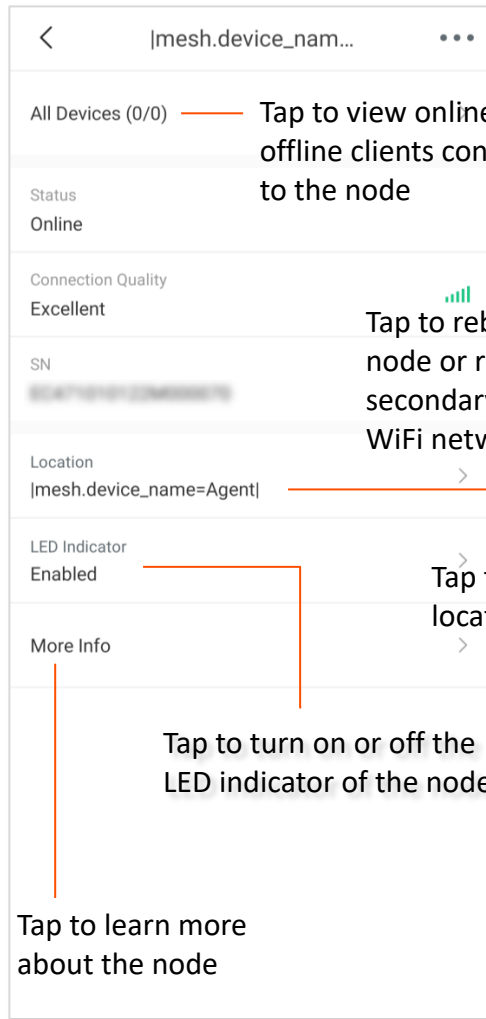 |mesh.device_nam...
All Devices (0/0)
Tap to view online
offline clients con
to the node
Status
Online
Connection Quality
Excellent
Tap to reb
node or r
secondary
WiFi netw
SN
Location
|mesh.device_name=Agent|
LED Indicator
Enabled
Tap
locat
More Info
Tap to turn on or off the
LED indicator of the node
Tap to learn more
about the node